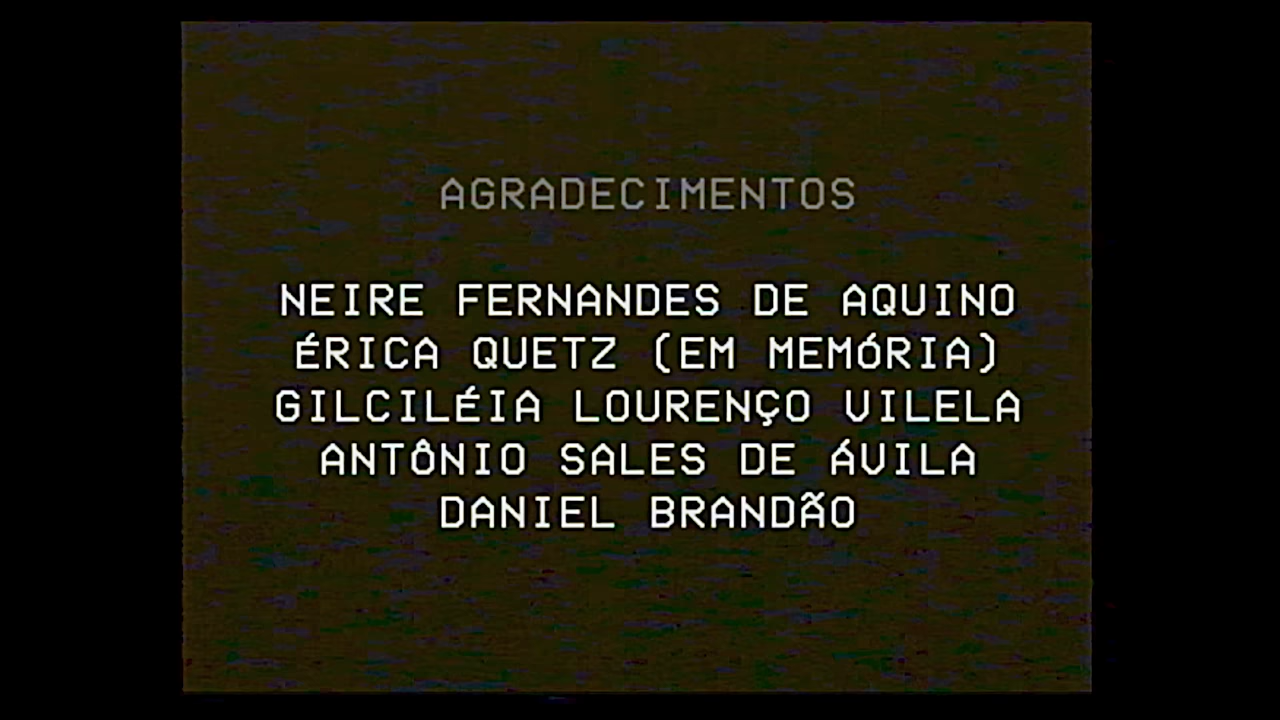 AGRADECIMENTOS
NEIRE FERNANDES DE AQUINO
ÉRICA QUETZ (EM MEMÓRIA)
GILCILÉIA LOURENÇO VILELA
ANTÔNIO SALES DE ÁVILA
DANIEL BRANDÃO